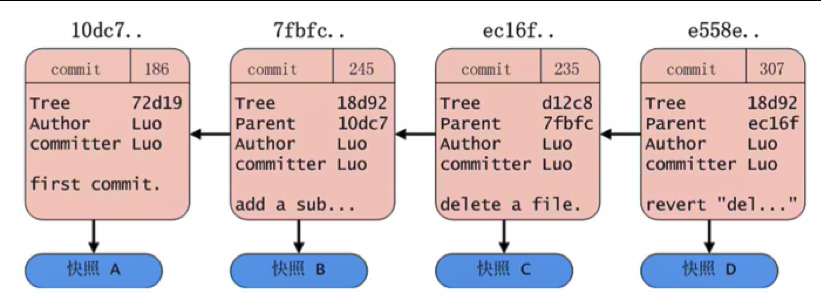 10dc7..
7fbfc..
ec16f..
e558e..
commit 186
Tree 72d19
Author Luo
committer Luo
first commit.
commit 245
Tree 18d92
Parent 10dc7
Author Luo
committer Luo
add a sub...
commit 235
Tree d12c8
Parent 7fbfc
Author Luo
committer Luo
delete a file.
commit 307
Tree 18d92
Parent ec16f
Author Luo
committer Luo
revert "del..."
快照 A
快照 B
快照 C
快照 D